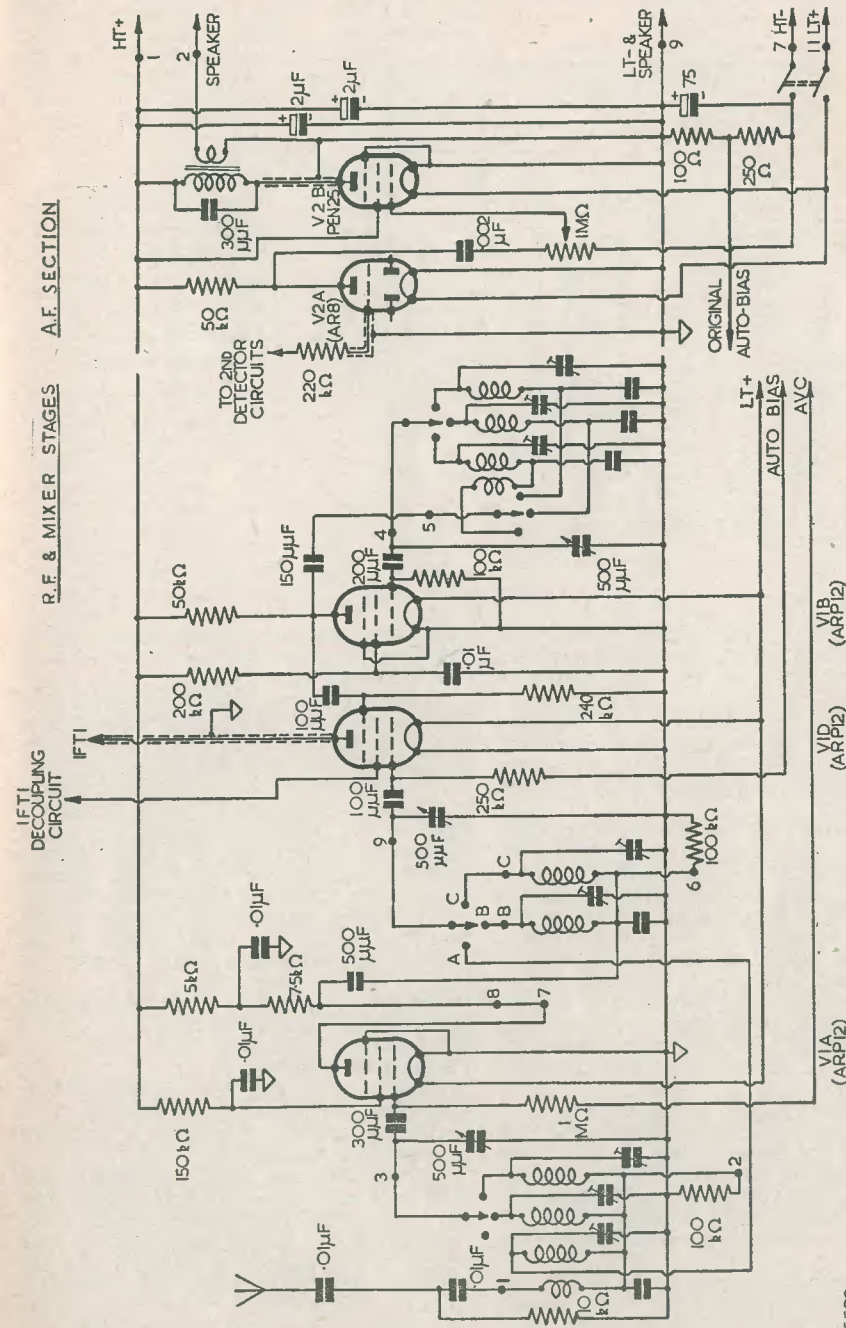 R.F. & MIXER STAGES
A.F. SECTION
HT+
1
2
SPEAKER
2µF
2µF
300
µµF
V2B
PEN25
50
kΩ
V2A
(AR8)
TO 2ND
DETECTOR
CIRCUITS
220
kΩ
·002
µF
1MΩ
LT- &
SPEAKER
9
75
100
Ω
250
Ω
7 HT-
11 LT+
ORIGINAL
AUTO-BIAS
LT+
AUTO BIAS
AVC
IFT1
DECOUPLING
CIRCUIT
IFT1
50kΩ
200
kΩ
150µµF
100
µµF
200
µµF
4
5
100
kΩ
·01
µF
500
µµF
240
kΩ
100
µµF
9
500
µµF
250
kΩ
100kΩ
6
A
B
B
C
C
5kΩ
·01µF
7·5kΩ
500
µµF
8
7
150kΩ
·01µF
300
µµF
3
500
µµF
1
MΩ
·01µF
·01µF
1
10
kΩ
100
kΩ
2
V1A
(ARP12)
V1D
(ARP12)
V1B
(ARP12)